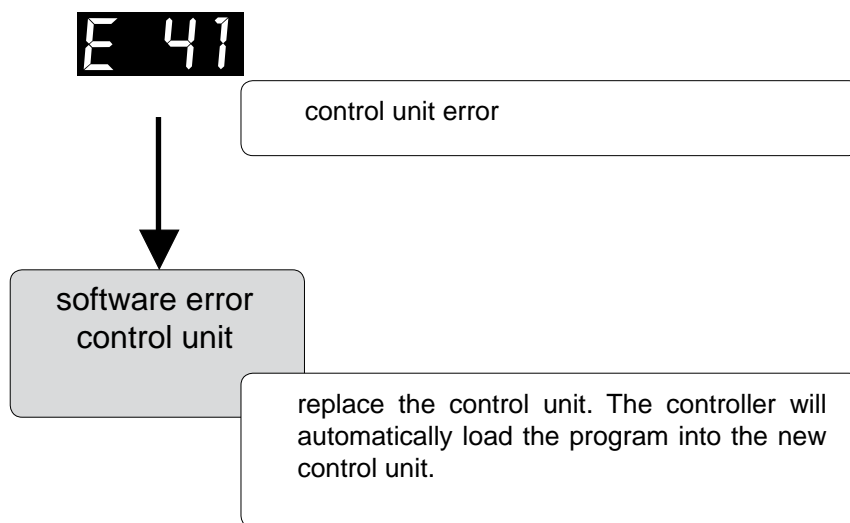 E 41
control unit error
software error
control unit
replace the control unit. The controller will
automatically load the program into the new
control unit.